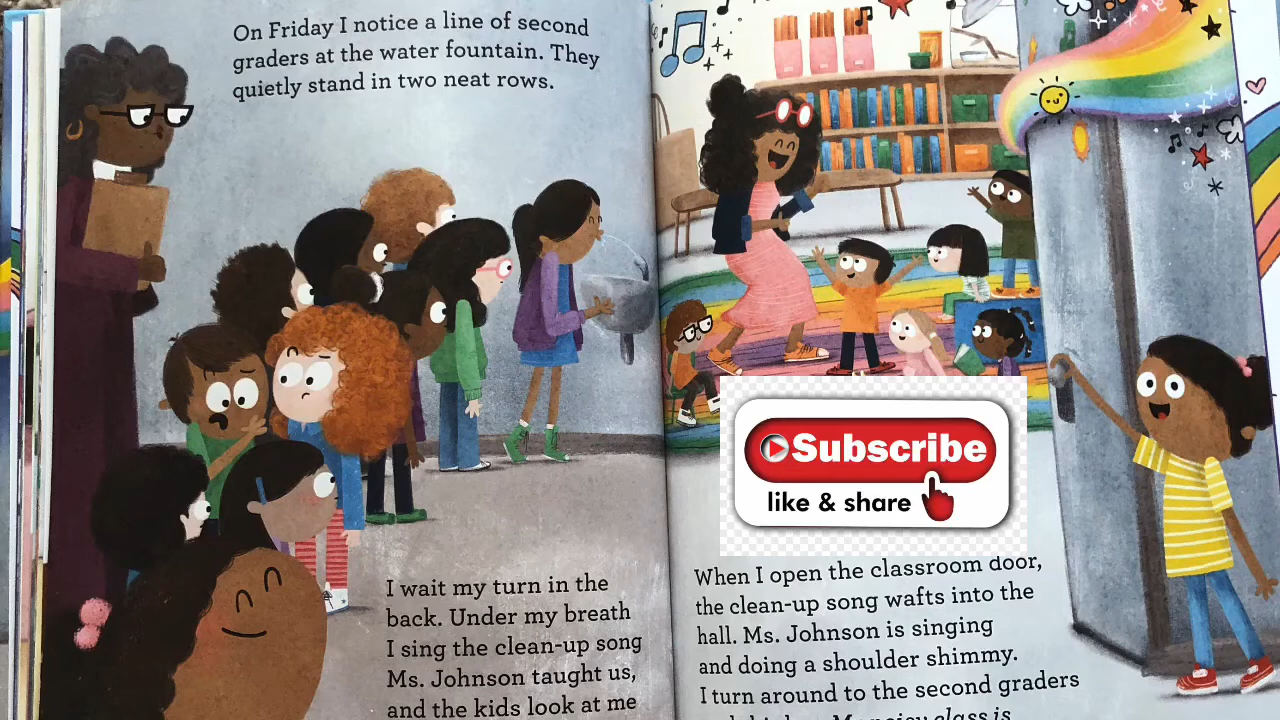 On Friday I notice a line of second
graders at the water fountain. They
quietly stand in two neat rows.
I wait my turn in the
back. Under my breath
I sing the clean-up song
Ms. Johnson taught us,
and the kids look at me
Subscribe
like & share
When I open the classroom door,
the clean-up song wafts into the
hall. Ms. Johnson is singing
and doing a shoulder shimmy.
I turn around to the second graders
class is